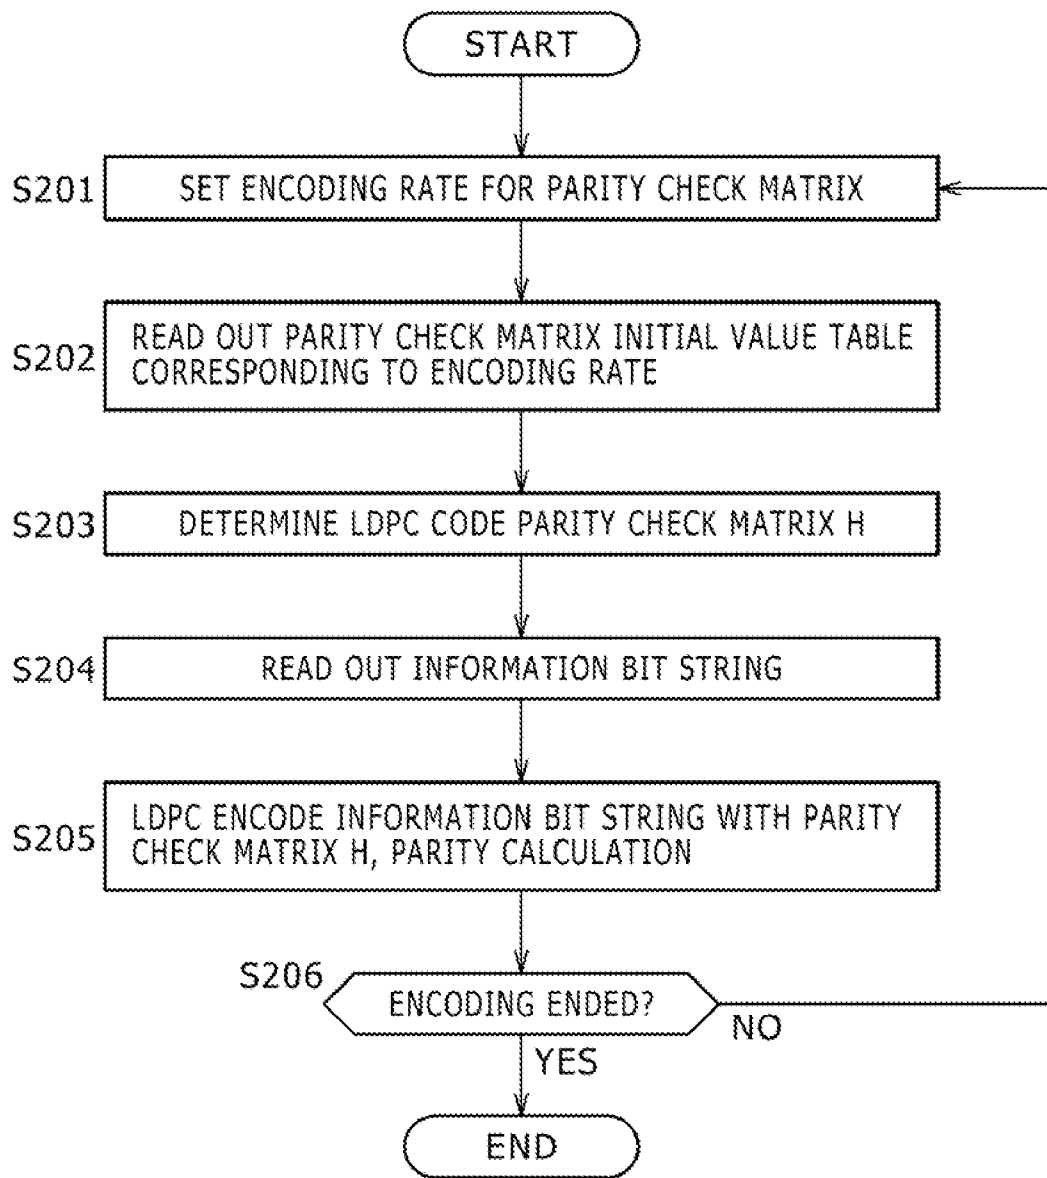 START
S201
SET ENCODING RATE FOR PARITY CHECK MATRIX
S202
READ OUT PARITY CHECK MATRIX INITIAL VALUE TABLE
CORRESPONDING TO ENCODING RATE
S203
DETERMINE LDPC CODE PARITY CHECK MATRIX H
S204
READ OUT INFORMATION BIT STRING
S205
LDPC ENCODE INFORMATION BIT STRING WITH PARITY
CHECK MATRIX H, PARITY CALCULATION
S206
ENCODING ENDED?
NO
YES
END